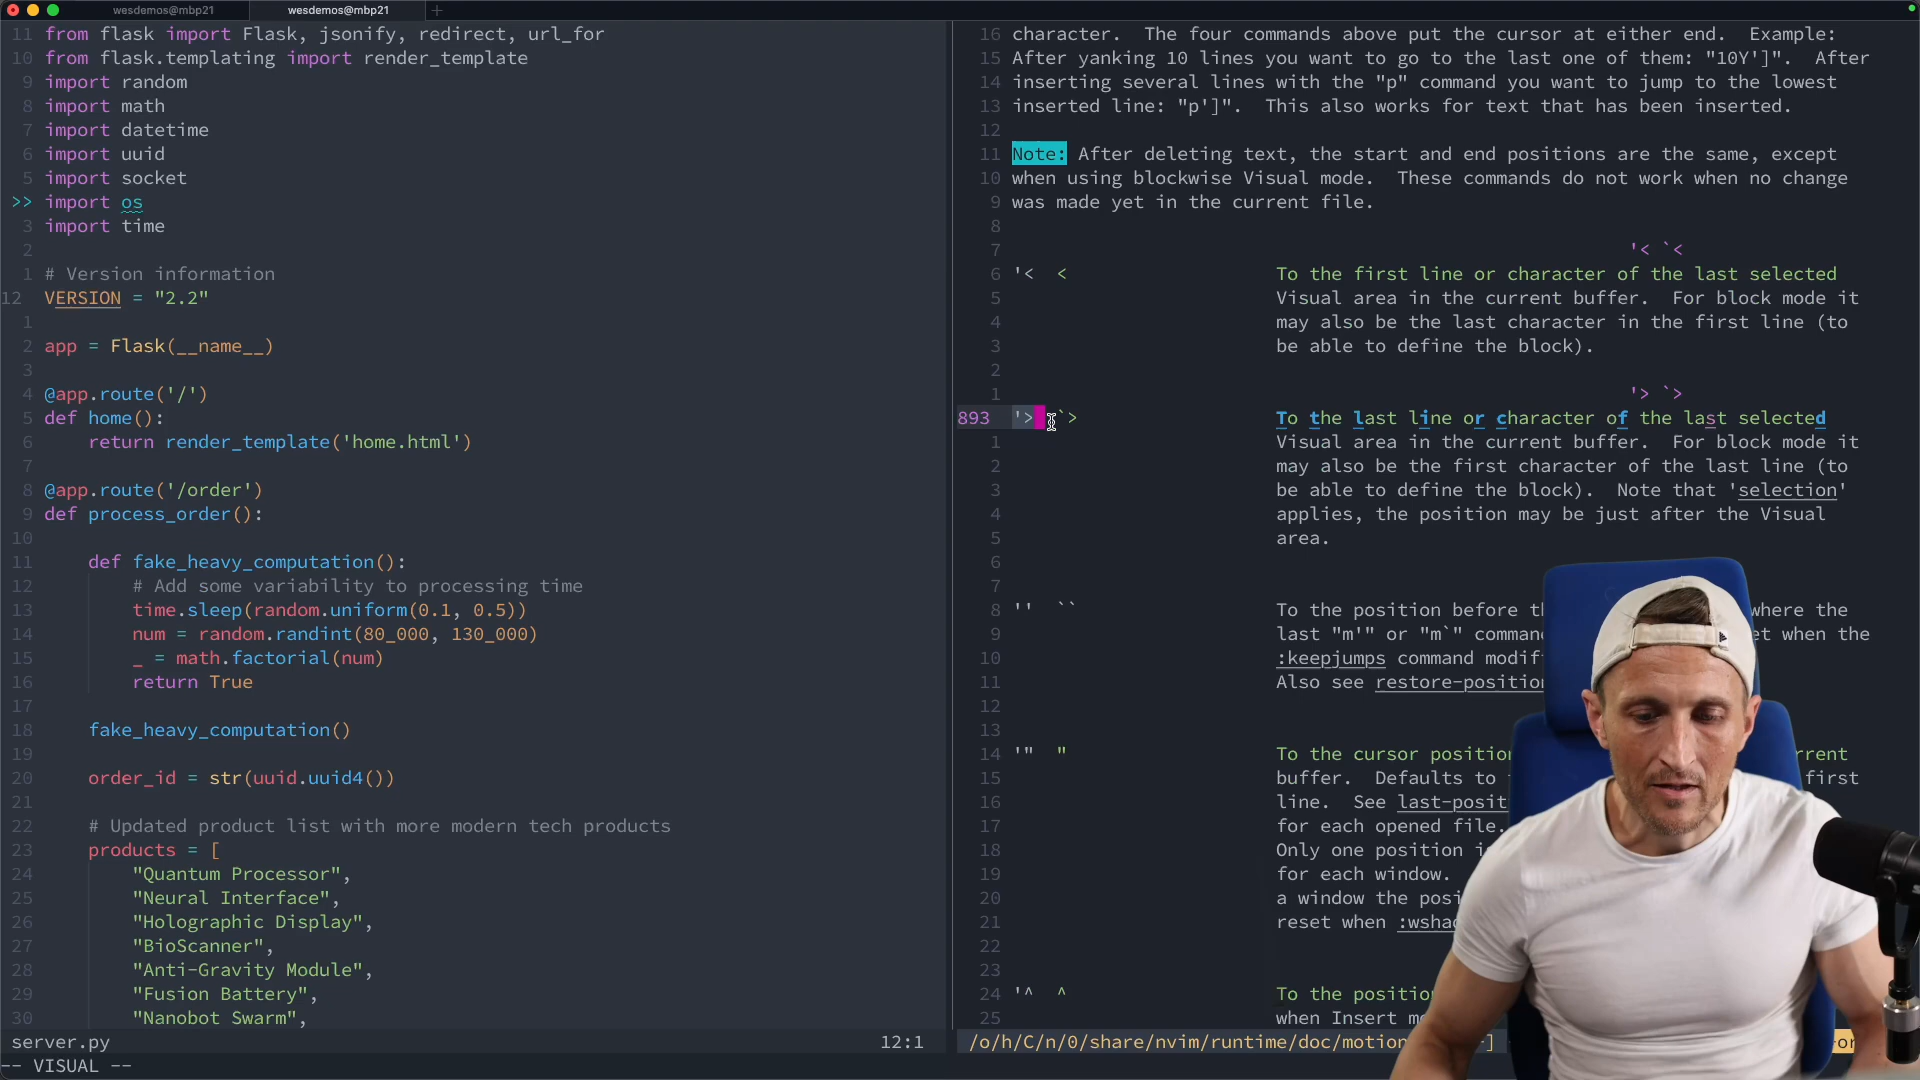 wesdemos@mbp21
wesdemos@mbp21
+
11 from flask import Flask, jsonify, redirect, url_for
10 from flask.templating import render_template
9 import random
8 import math
7 import datetime
6 import uuid
5 import socket
>> import os
3 import time
2
1 # Version information
12 VERSION = "2.2"
1
2 app = Flask(__name__)
3
4 @app.route('/')
5 def home():
6 return render_template('home.html')
7
8 @app.route('/order')
9 def process_order():
10
11 def fake_heavy_computation():
12 # Add some variability to processing time
13 time.sleep(random.uniform(0.1, 0.5))
14 num = random.randint(80_000, 130_000)
15 _ = math.factorial(num)
16 return True
17
18 fake_heavy_computation()
19
20 order_id = str(uuid.uuid4())
21
22 # Updated product list with more modern tech products
23 products = [
24 "Quantum Processor",
25 "Neural Interface",
26 "Holographic Display",
27 "BioScanner",
28 "Anti-Gravity Module",
29 "Fusion Battery",
30 "Nanobot Swarm",
server.py 12:1
-- VISUAL --
16 character. The four commands above put the cursor at either end. Example:
15 After yanking 10 lines you want to go to the last one of them: "10Y']". After
14 inserting several lines with the "p" command you want to jump to the lowest
13 inserted line: "p']". This also works for text that has been inserted.
12
11 Note: After deleting text, the start and end positions are the same, except
10 when using blockwise Visual mode. These commands do not work when no change
9 was made yet in the current file.
8
7 '< `<
6 '< < To the first line or character of the last selected
5 Visual area in the current buffer. For block mode it
4 may also be the last character in the first line (to
3 be able to define the block).
2
1 '> `>
893 '> `> To the last line or character of the last selected
1 Visual area in the current buffer. For block mode it
2 may also be the first character of the last line (to
3 be able to define the block). Note that 'selection'
4 applies, the position may be just after the Visual
5 area.
6
7
8 '' `` To the position before where the
9 last "m'" or "m`" when the
10 :keepjumps command
11 Also see
12
13
14 '" " To the cursor
15 buffer. Defaults to first
16 line. See
17 for each opened file.
18 Only one position
19 for each window.
20 a window the
21 reset when
22
23
24 '^ ^ To the
25 when Insert
/o/h/C/n/0/share/nvim/runtime/doc/motion